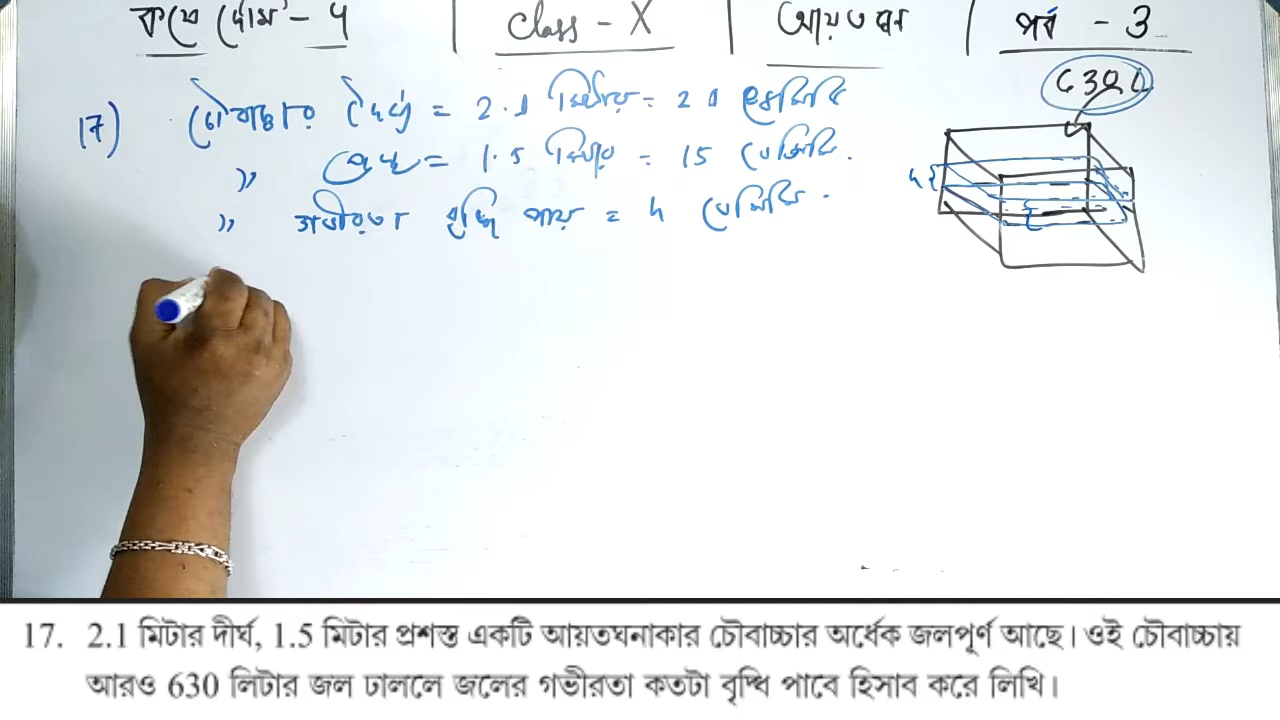 কষে দেখি - 4 | Class - X | আয়তঘন | পর্ব - 3
630 L
17) চৌবাচ্চার দৈর্ঘ্য = 2.1 মিটার = 21 ডেসিমি
" প্রস্থ = 1.5 মিটার = 15 ডেসিমি.
" গভীরতা বৃদ্ধি পায় = h ডেসিমি.
h
17. 2.1 মিটার দীর্ঘ, 1.5 মিটার প্রশস্ত একটি আয়তঘনাকার চৌবাচ্চার অর্ধেক জলপূর্ণ আছে। ওই চৌবাচ্চায়
আরও 630 লিটার জল ঢাললে জলের গভীরতা কতটা বৃদ্ধি পাবে হিসাব করে লিখি।